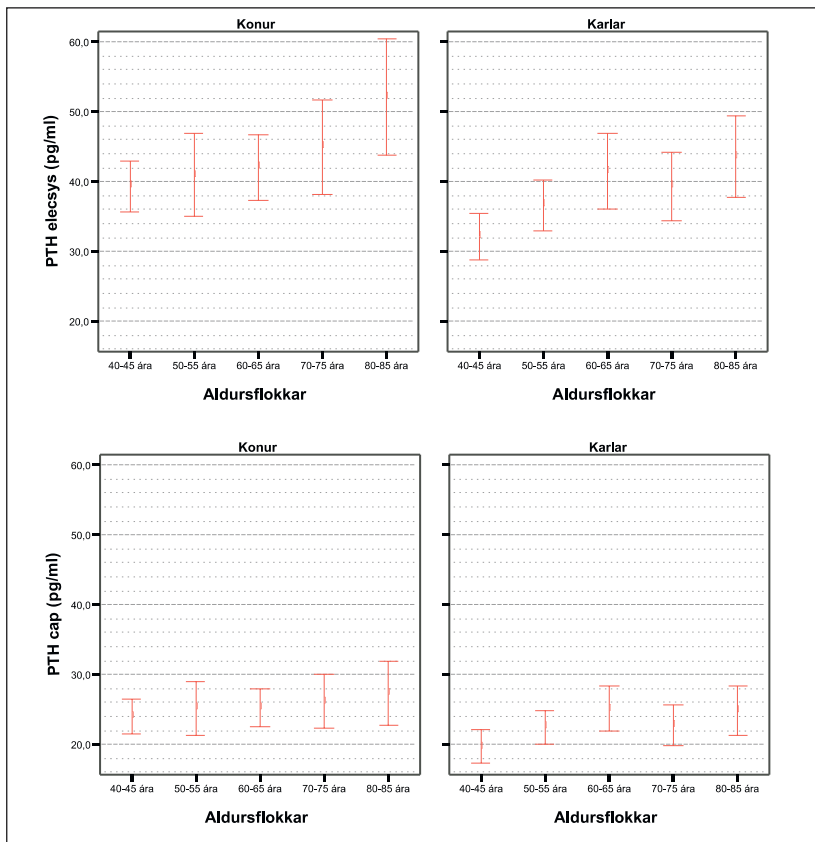 Konur Karlar
60,0
50,0
40,0
30,0
20,0
PTH elecsys (pg/ml)
40-45 ára 50-55 ára 60-65 ára 70-75 ára 80-85 ára 40-45 ára 50-55 ára 60-65 ára 70-75 ára 80-85 ára
Aldursflokkar Aldursflokkar
Konur Karlar
60,0
50,0
40,0
30,0
20,0
PTH cap (pg/ml)
40-45 ára 50-55 ára 60-65 ára 70-75 ára 80-85 ára 40-45 ára 50-55 ára 60-65 ára 70-75 ára 80-85 ára
Aldursflokkar Aldursflokkar